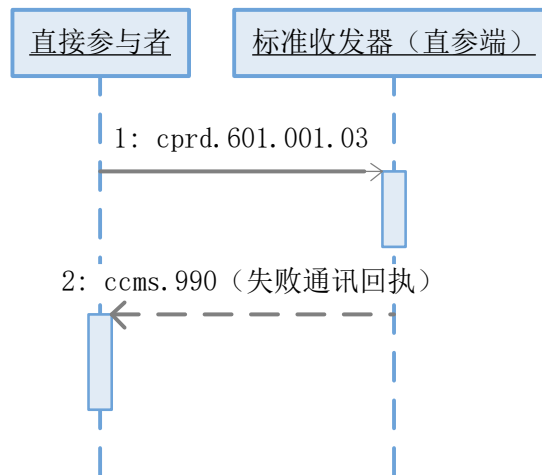 直接参与者
标准收发器（直参端）
1: cprd.601.001.03
2: ccms.990（失败通讯回执）